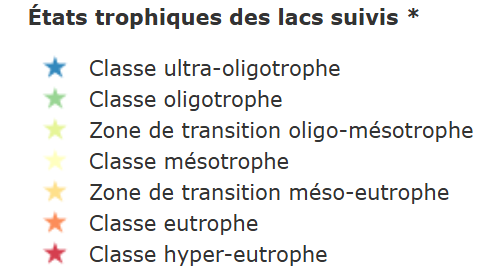 États trophiques des lacs suivis *
Classe ultra-oligotrophe
Classe oligotrophe
Zone de transition oligo-mésotrophe
Classe mésotrophe
Zone de transition méso-eutrophe
Classe eutrophe
Classe hyper-eutrophe